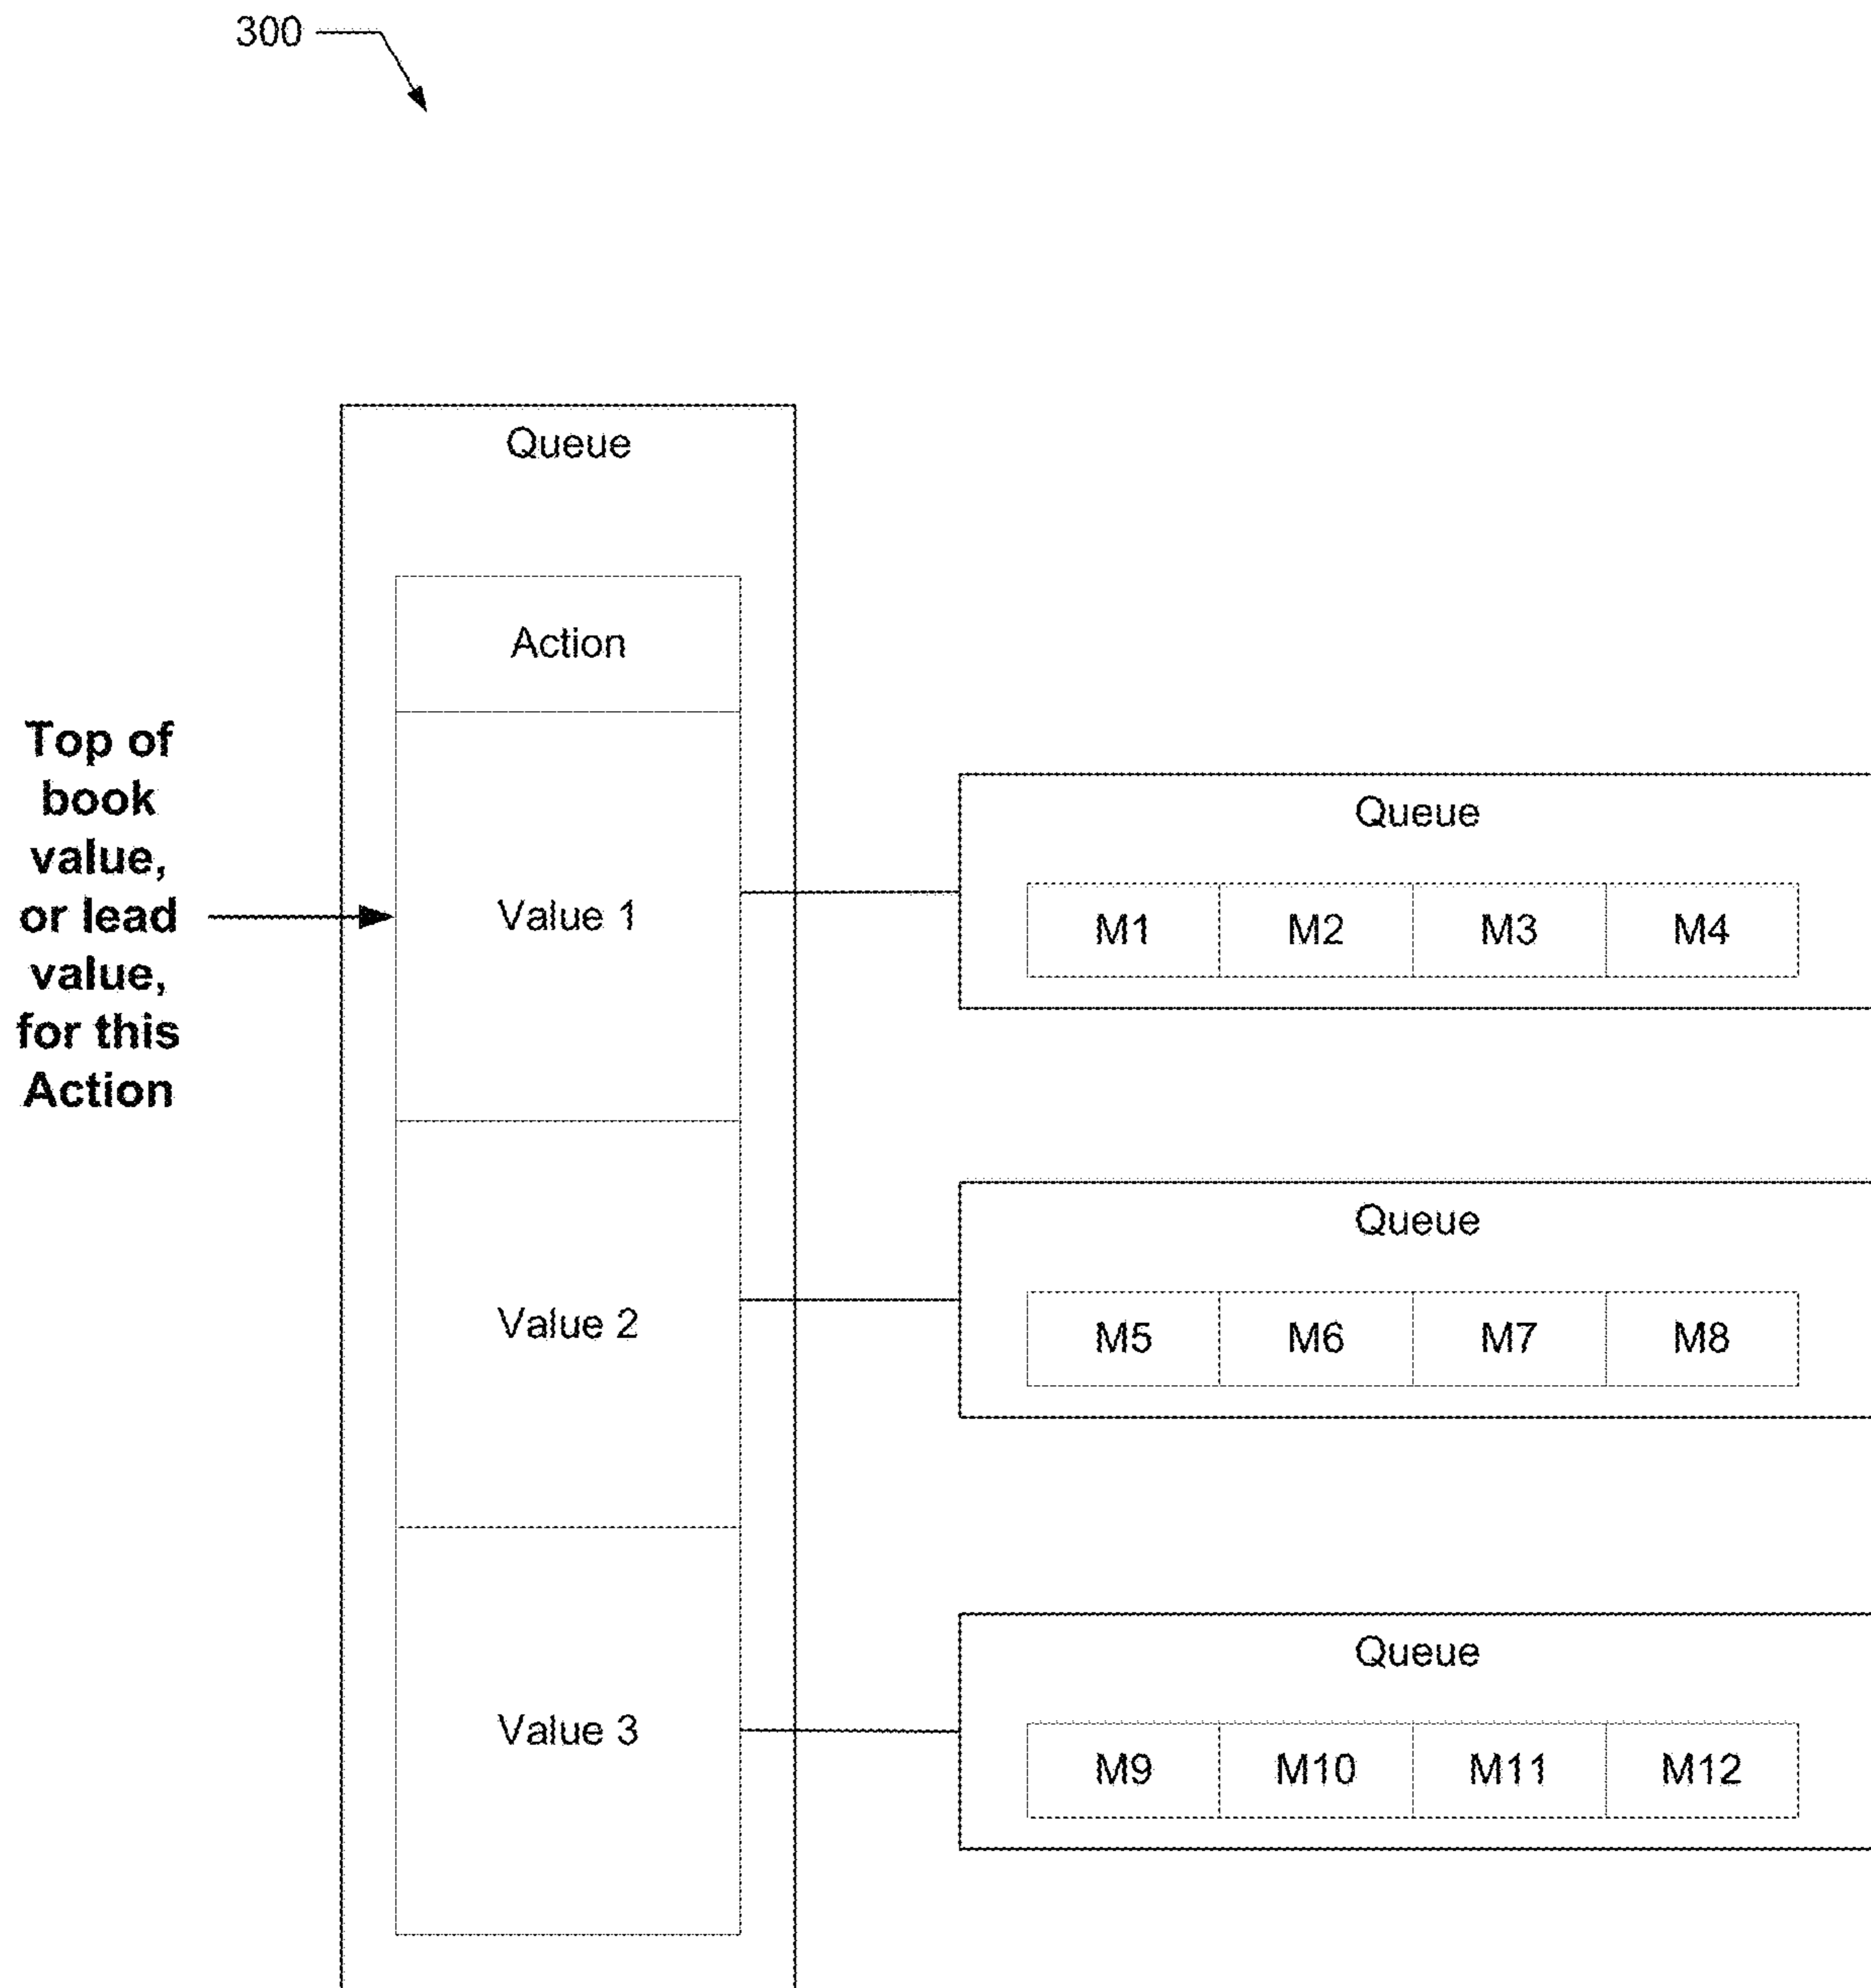 300
Queue
Action
Top of
book
value,
or lead
value,
for this
Action
Value 1
Queue
M1 M2 M3 M4
Value 2
Queue
M5 M6 M7 M8
Value 3
Queue
M9 M10 M11 M12